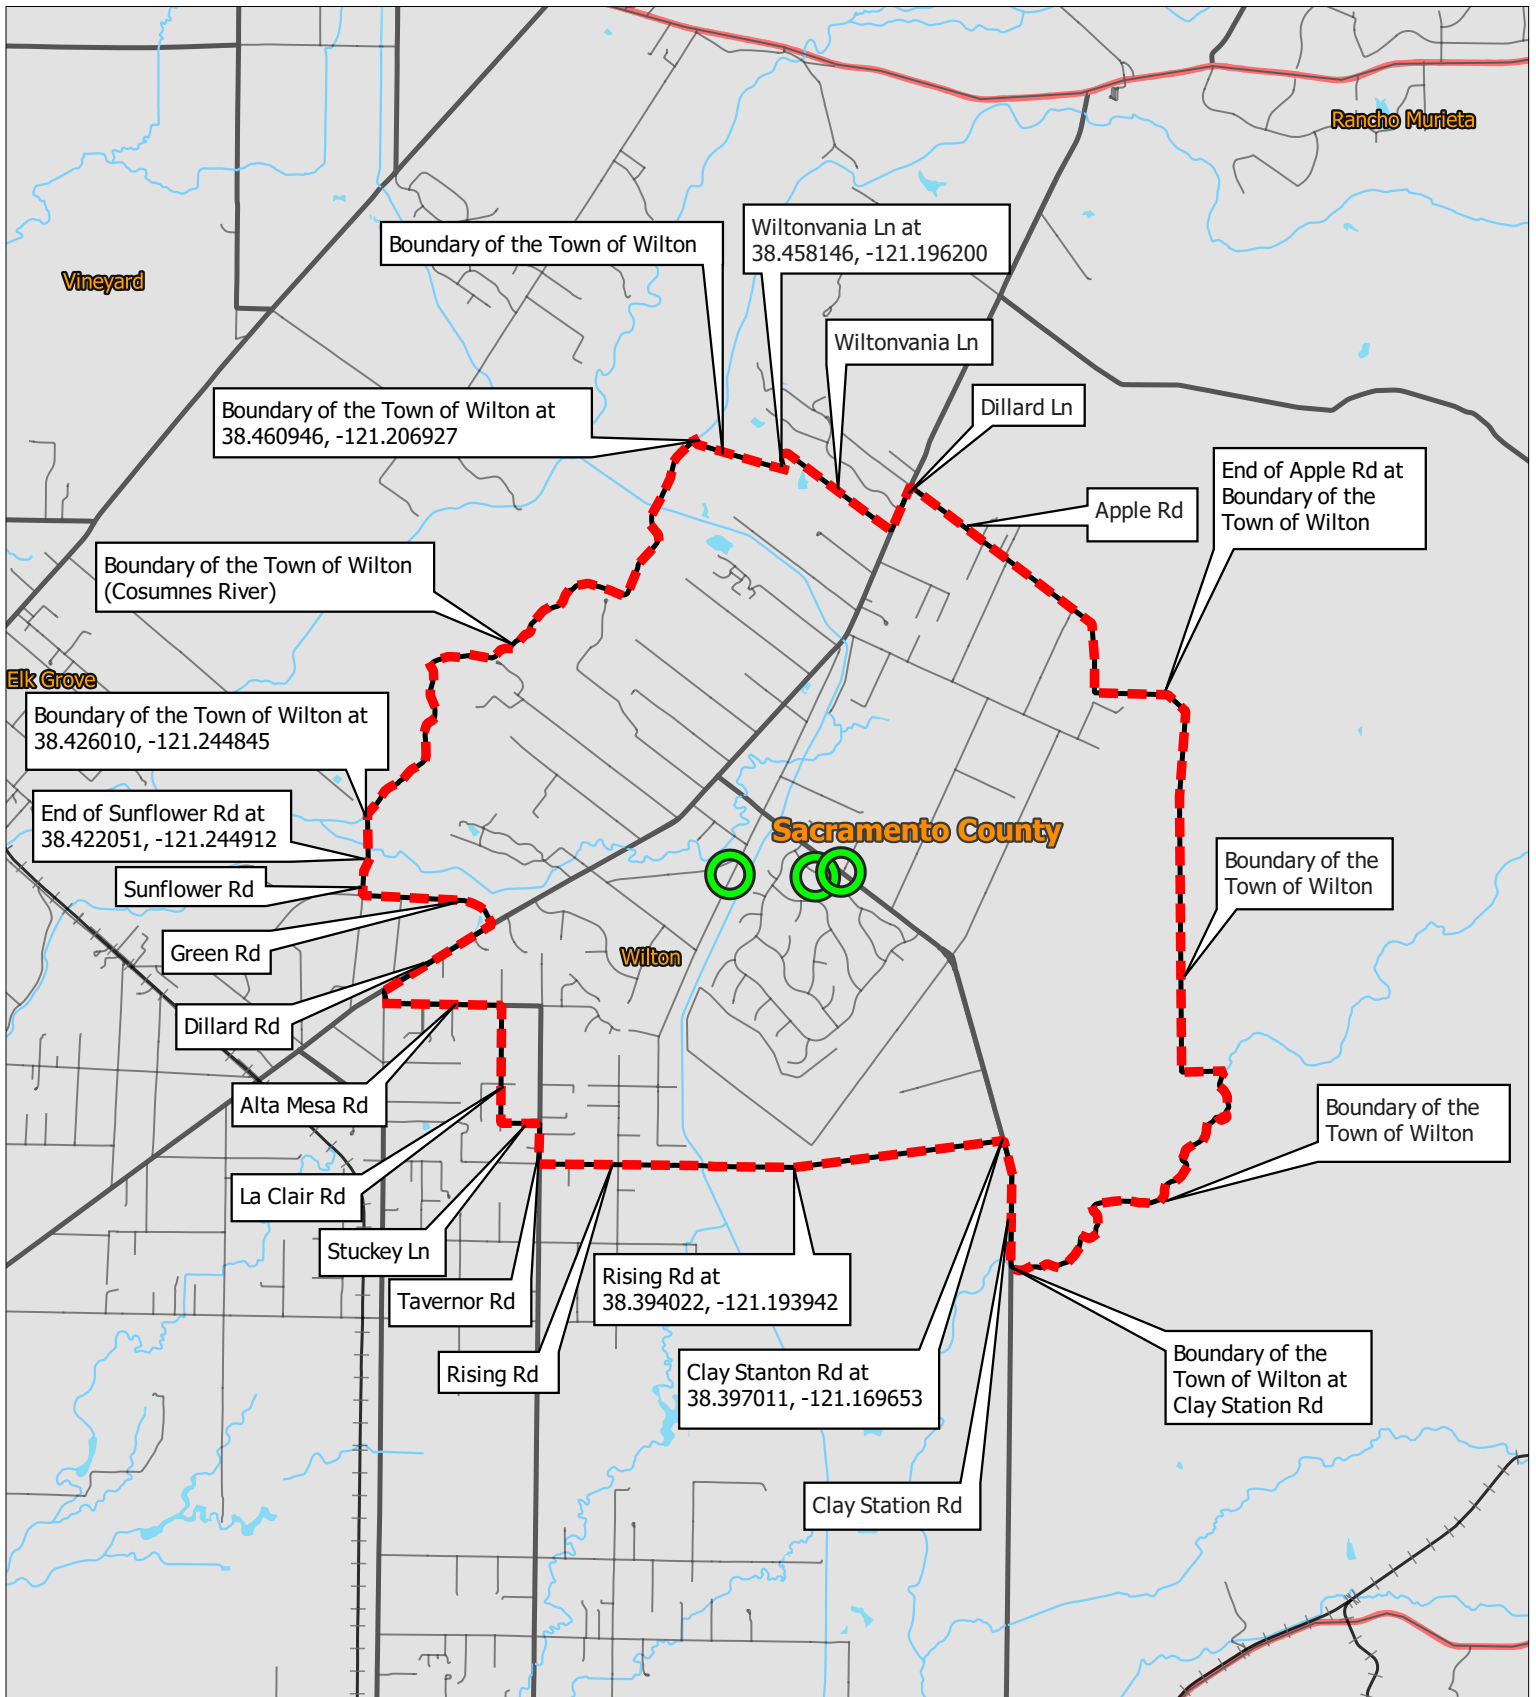 Rancho Murieta
Wiltonvania Ln at
38.458146, -121.196200
Boundary of the Town of Wilton
Vineyard
Wiltonvania Ln
Dillard Ln
Boundary of the Town of Wilton at
38.460946, -121.206927
End of Apple Rd at
Boundary of the
Town of Wilton
Apple Rd
Boundary of the Town of Wilton
(Cosumnes River)
Elk Grove
Boundary of the Town of Wilton at
38.426010, -121.244845
End of Sunflower Rd at
38.422051, -121.244912
Sacramento County
Boundary of the
Town of Wilton
Sunflower Rd
Green Rd
Wilton
Dillard Rd
Alta Mesa Rd
Boundary of the
Town of Wilton
La Clair Rd
Stuckey Ln
Tavernor Rd
Rising Rd at
38.394022, -121.193942
Rising Rd
Clay Stanton Rd at
38.397011, -121.169653
Boundary of the
Town of Wilton at
Clay Station Rd
Clay Station Rd